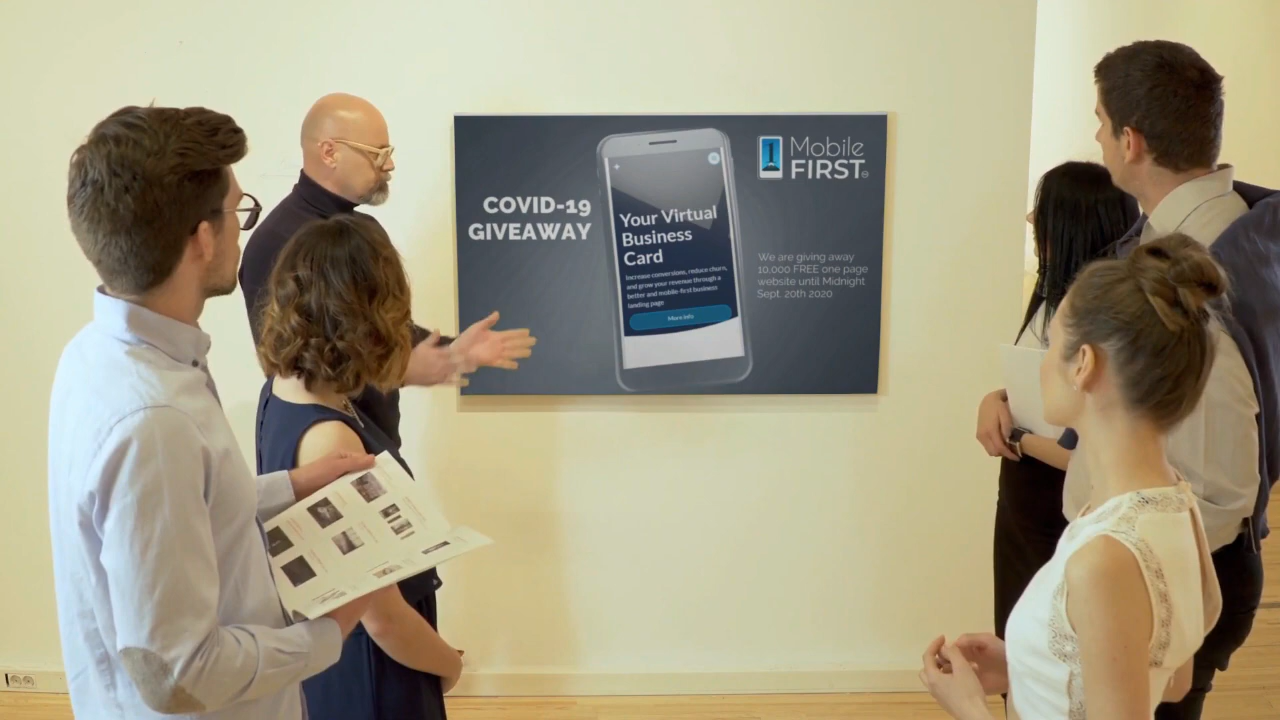 COVID-19
GIVEAWAY
Your Virtual
Business
Card
Increase conversions, reduce churn,
and grow your revenue through a
better and mobile-first business
landing page
More Info
1
Mobile
FIRST
We are giving away
10,000 FREE one page
website until Midnight
Sept. 20th 2020